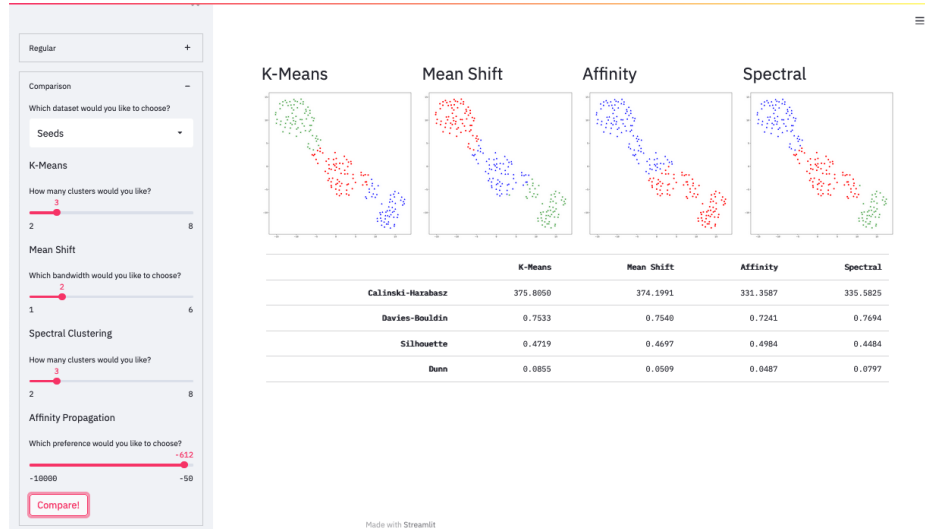 Regular +
Comparison −
Which dataset would you like to choose?
Seeds
K-Means
How many clusters would you like?
3
2 8
Mean Shift
Which bandwidth would you like to choose?
2
1 6
Spectral Clustering
How many clusters would you like?
3
2 8
Affinity Propagation
Which preference would you like to choose?
-612
-10000 -50
Compare!
K-Means Mean Shift Affinity Spectral
K-Means Mean Shift Affinity Spectral
Calinski-Harabasz 375.8050 374.1991 331.3587 335.5825
Davies-Bouldin 0.7533 0.7540 0.7241 0.7694
Silhouette 0.4719 0.4697 0.4984 0.4484
Dunn 0.0855 0.0509 0.0487 0.0797
Made with Streamlit